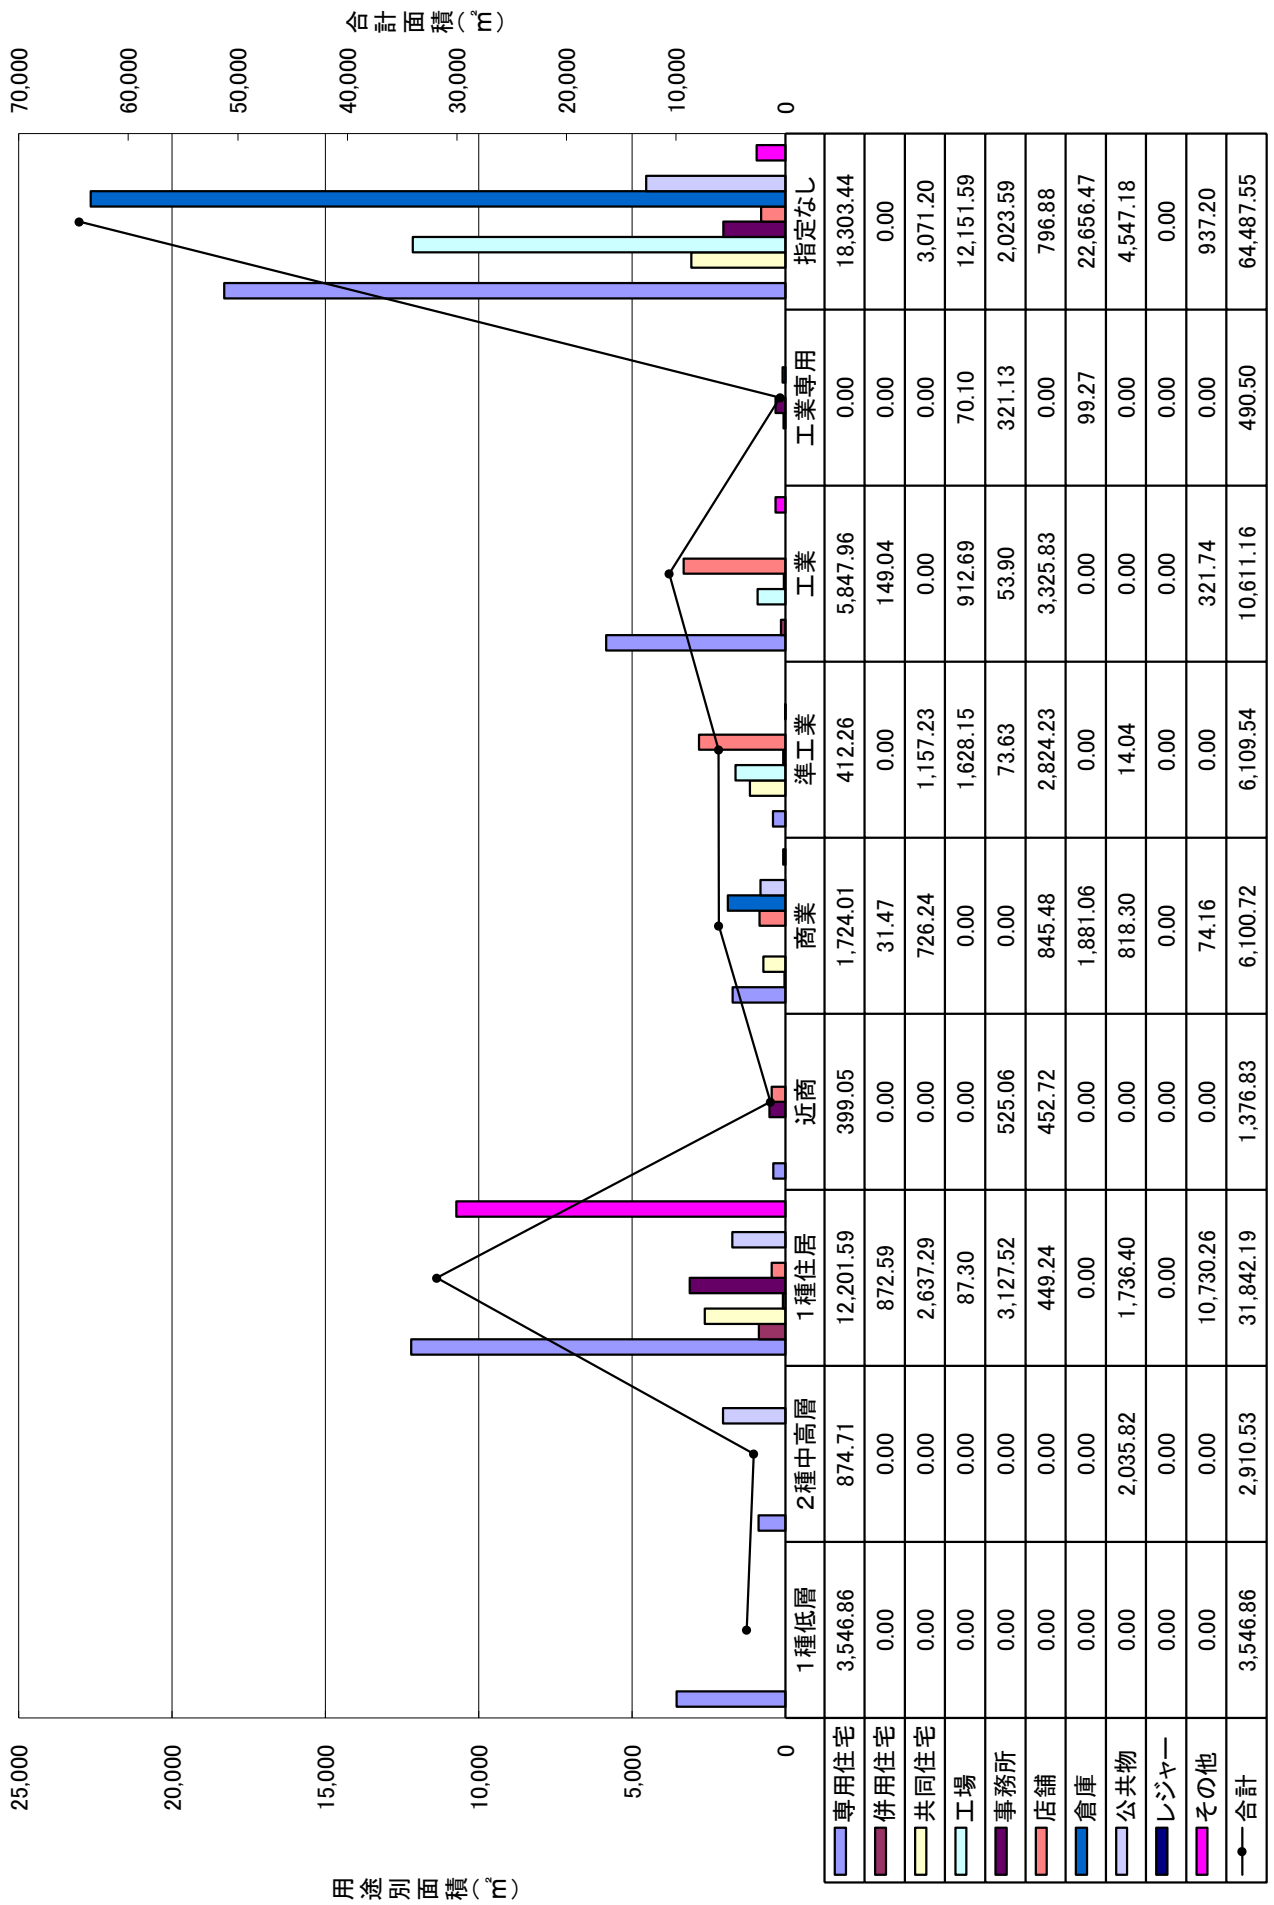 用途別面積(㎡)
合計面積(㎡)
25,000
20,000
15,000
10,000
5,000
0
70,000
60,000
50,000
40,000
30,000
20,000
10,000
0
1種低層 2種中高層 1種住居 近商 商業 準工業 工業 工業専用 指定なし
専用住宅 3,546.86 874.71 12,201.59 399.05 1,724.01 412.26 5,847.96 0.00 18,303.44
併用住宅 0.00 0.00 872.59 0.00 31.47 0.00 149.04 0.00 0.00
共同住宅 0.00 0.00 2,637.29 0.00 726.24 1,157.23 0.00 0.00 3,071.20
工場 0.00 0.00 87.30 0.00 0.00 1,628.15 912.69 70.10 12,151.59
事務所 0.00 0.00 3,127.52 525.06 0.00 73.63 53.90 321.13 2,023.59
店舗 0.00 0.00 449.24 452.72 845.48 2,824.23 3,325.83 0.00 796.88
倉庫 0.00 0.00 0.00 0.00 1,881.06 0.00 0.00 99.27 22,656.47
公共物 0.00 2,035.82 1,736.40 0.00 818.30 14.04 0.00 0.00 4,547.18
レジャー 0.00 0.00 0.00 0.00 0.00 0.00 0.00 0.00 0.00
その他 0.00 0.00 10,730.26 0.00 74.16 0.00 321.74 0.00 937.20
合計 3,546.86 2,910.53 31,842.19 1,376.83 6,100.72 6,109.54 10,611.16 490.50 64,487.55